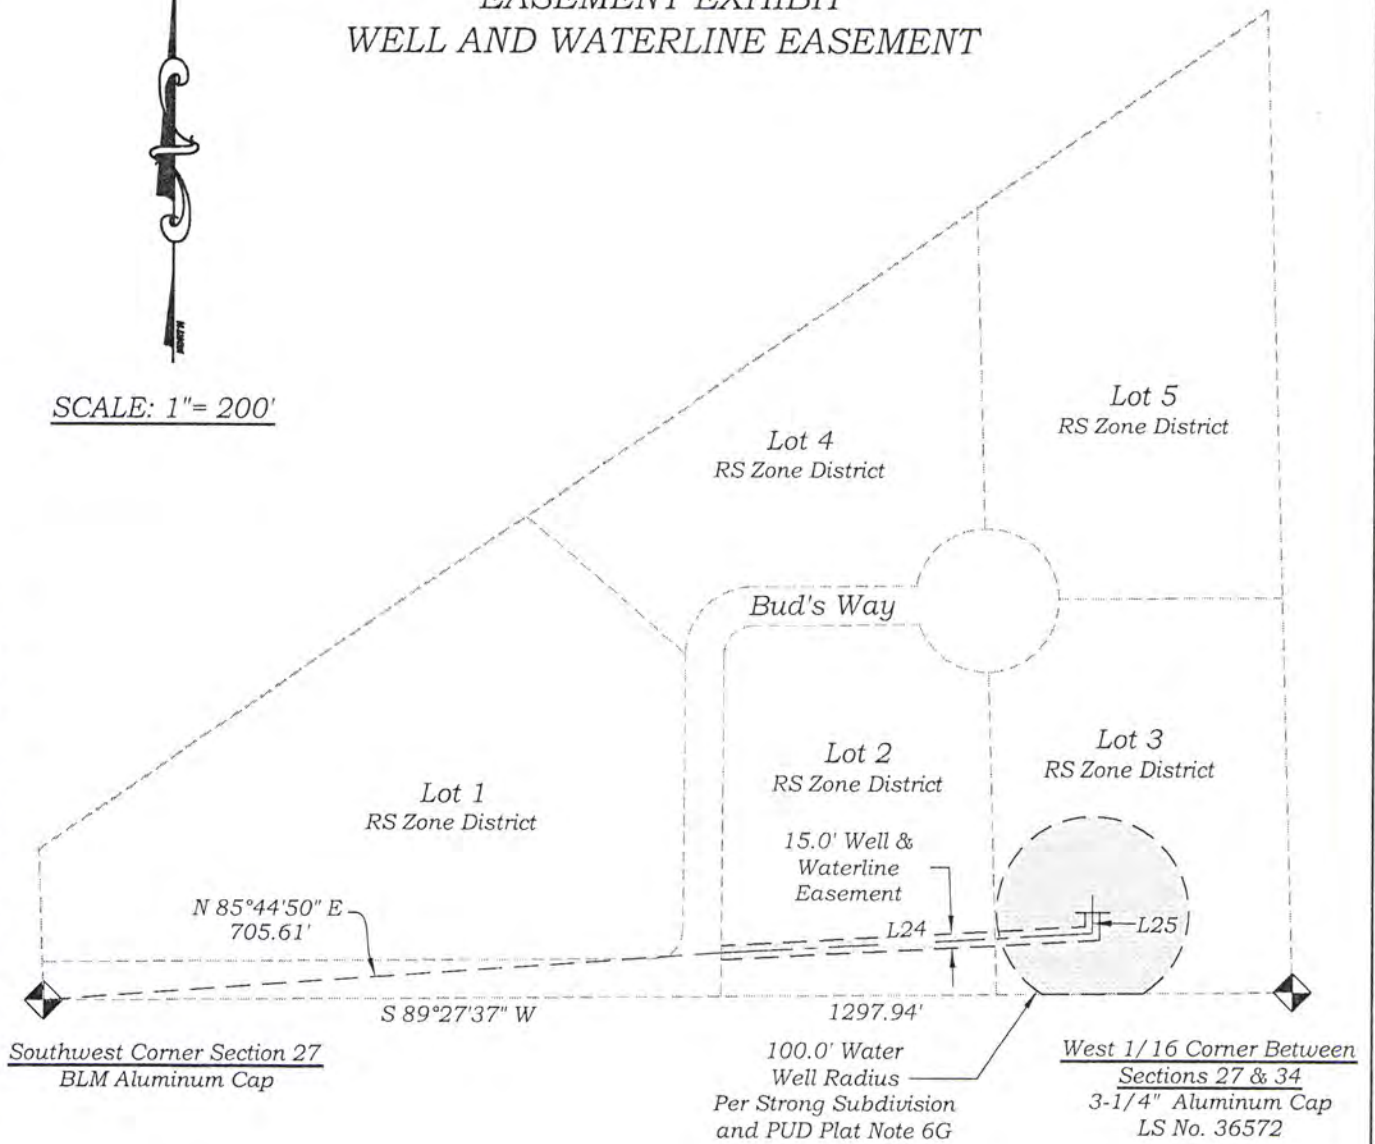 EASEMENT EXHIBIT
WELL AND WATERLINE EASEMENT
SCALE: 1"= 200'
Lot 5
RS Zone District
Lot 4
RS Zone District
Bud's Way
Lot 2
RS Zone District
Lot 3
RS Zone District
Lot 1
RS Zone District
15.0' Well &
Waterline
Easement
N 85°44'50" E
705.61'
L24
L25
S 89°27'37" W
1297.94'
Southwest Corner Section 27
BLM Aluminum Cap
100.0' Water
Well Radius
Per Strong Subdivision
and PUD Plat Note 6G
West 1/16 Corner Between
Sections 27 & 34
3-1/4" Aluminum Cap
LS No. 36572